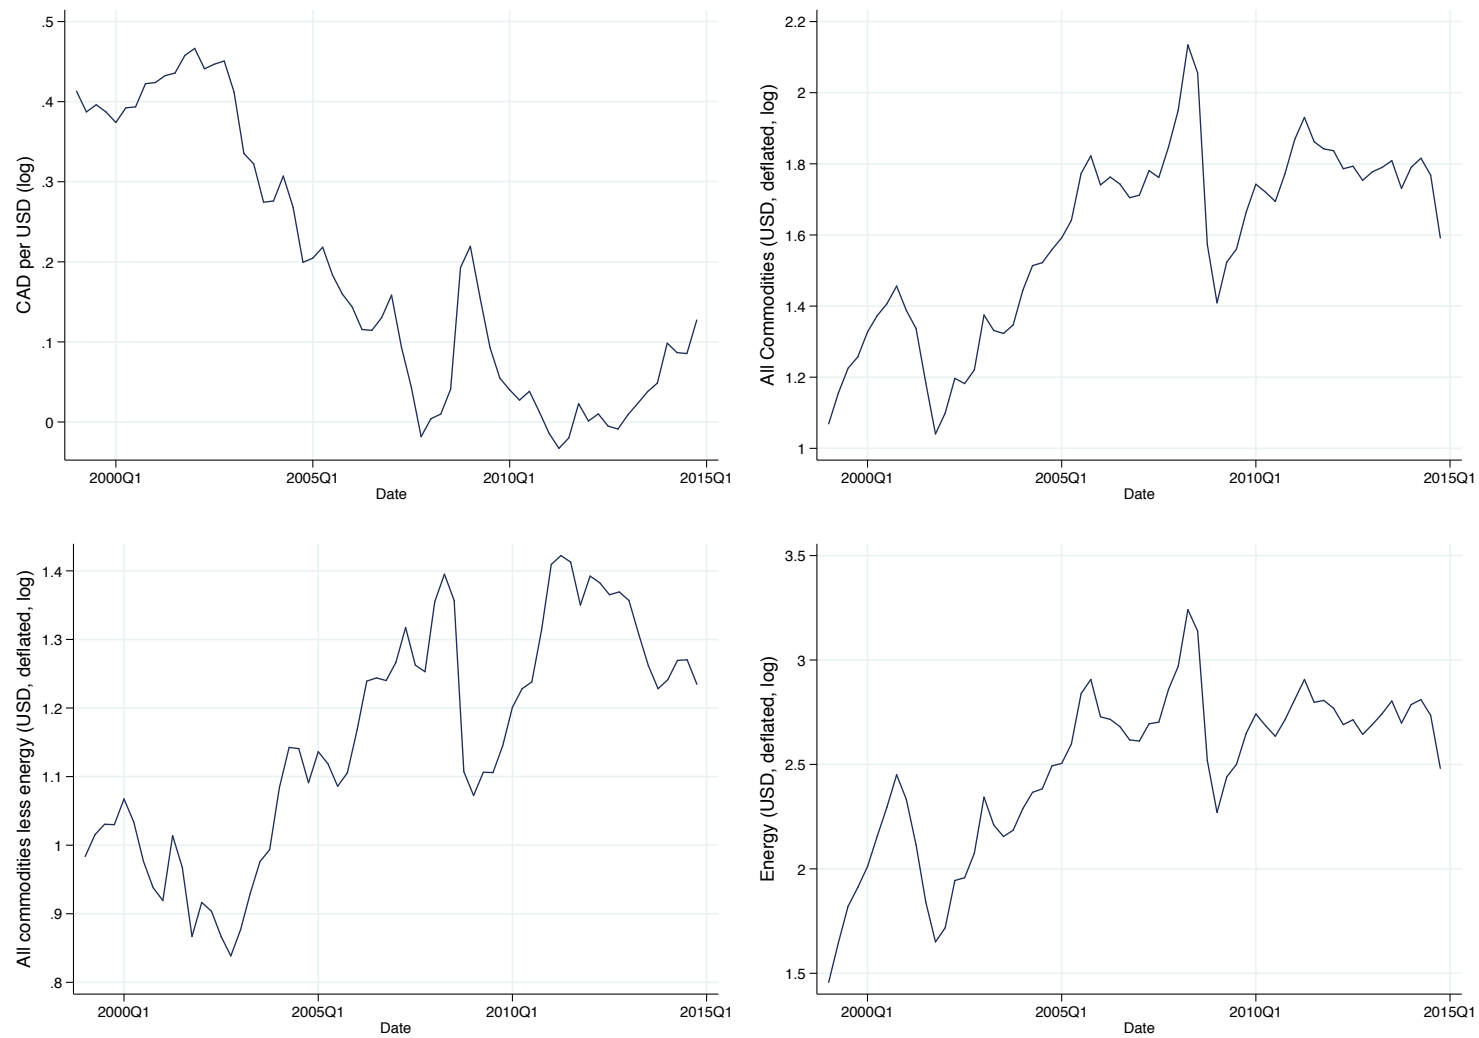 CAD per USD (log)
.5
.4
.3
.2
.1
0
2000Q1 2005Q1 2010Q1 2015Q1
Date
All Commodities (USD, deflated, log)
2.2
2
1.8
1.6
1.4
1.2
1
2000Q1 2005Q1 2010Q1 2015Q1
Date
All commodities less energy (USD, deflated, log)
1.4
1.3
1.2
1.1
1
.9
.8
2000Q1 2005Q1 2010Q1 2015Q1
Date
Energy (USD, deflated, log)
3.5
3
2.5
2
1.5
2000Q1 2005Q1 2010Q1 2015Q1
Date